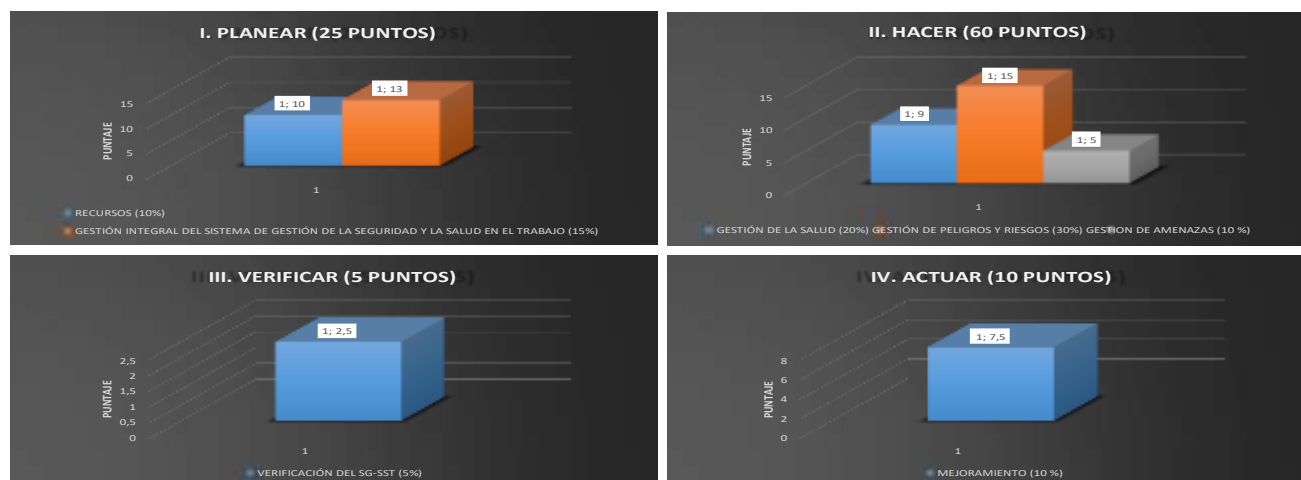 I. PLANEAR (25 PUNTOS)
PUNTAJE
15
10
5
0
1; 10
1; 13
1
RECURSOS (10%)
GESTIÓN INTEGRAL DEL SISTEMA DE GESTIÓN DE LA SEGURIDAD Y LA SALUD EN EL TRABAJO (15%)
II. HACER (60 PUNTOS)
PUNTAJE
15
10
5
0
1; 9
1; 15
1; 5
1
GESTIÓN DE LA SALUD (20%) GESTIÓN DE PELIGROS Y RIESGOS (30%) GESTION DE AMENAZAS (10 %)
III. VERIFICAR (5 PUNTOS)
PUNTAJE
2,5
2
1,5
1
0,5
0
1; 2,5
1
VERIFICACIÓN DEL SG-SST (5%)
IV. ACTUAR (10 PUNTOS)
PUNTAJE
8
6
4
2
0
1; 7,5
1
MEJORAMIENTO (10 %)